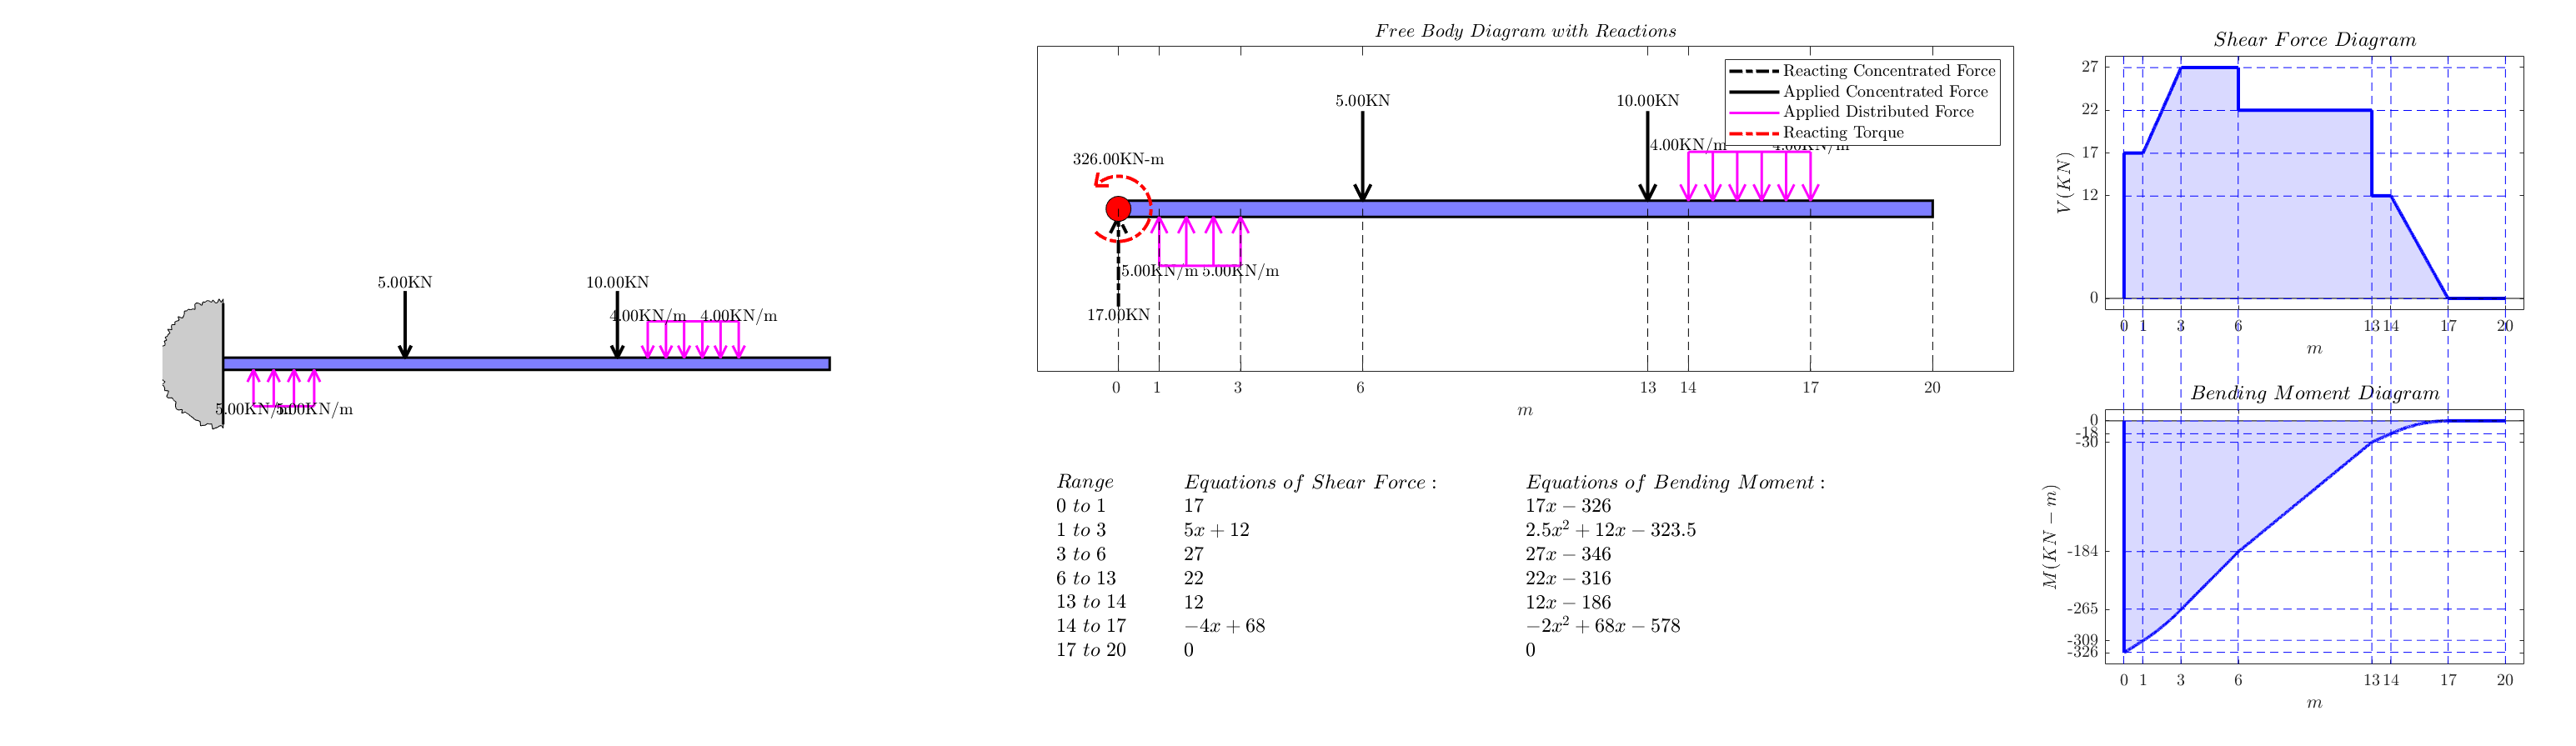 5.00KN
10.00KN
4.00KN/m
4.00KN/m
5.00KN/m
5.00KN/m
Free Body Diagram with Reactions
Reacting Concentrated Force
Applied Concentrated Force
Applied Distributed Force
Reacting Torque
5.00KN
10.00KN
4.00KN/m
4.00KN/m
326.00KN-m
5.00KN/m
5.00KN/m
17.00KN
0 1 3 6 13 14 17 20
m
Range Equations of Shear Force : Equations of Bending Moment :
0 to 1 17 17x − 326
1 to 3 5x + 12 2.5x² + 12x − 323.5
3 to 6 27 27x − 346
6 to 13 22 22x − 316
13 to 14 12 12x − 186
14 to 17 −4x + 68 −2x² + 68x − 578
17 to 20 0 0
Shear Force Diagram
V(KN)
27
22
17
12
0
0 1 3 6 13 14 17 20
m
Bending Moment Diagram
M(KN − m)
0
-18
-30
-184
-265
-309
-326
0 1 3 6 13 14 17 20
m